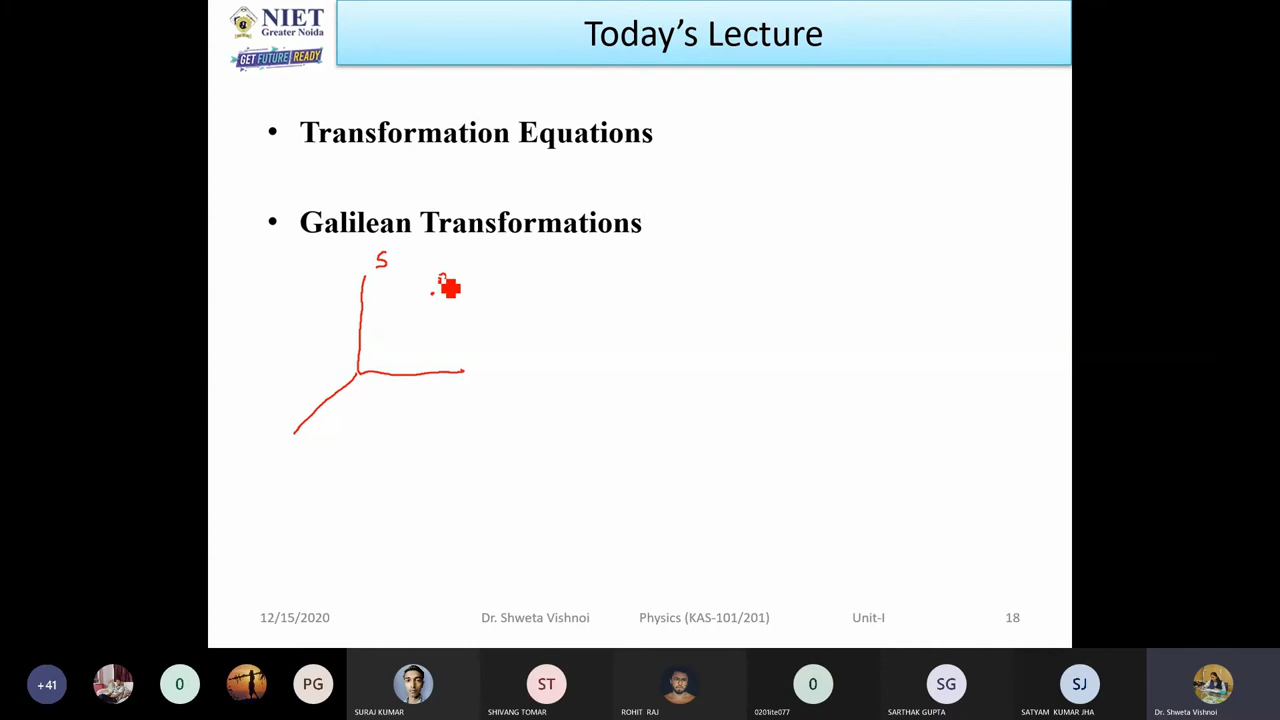 NIET
Greater Noida
GET FUTURE READY
Today's Lecture
• Transformation Equations
• Galilean Transformations
S
12/15/2020 Dr. Shweta Vishnoi Physics (KAS-101/201) Unit-I 18
+41 0 PG ST 0 SG SJ
SURAJ KUMAR SHIVANG TOMAR ROHIT RAJ 0201ite077 SARTHAK GUPTA SATYAM KUMAR JHA Dr. Shweta Vishnoi